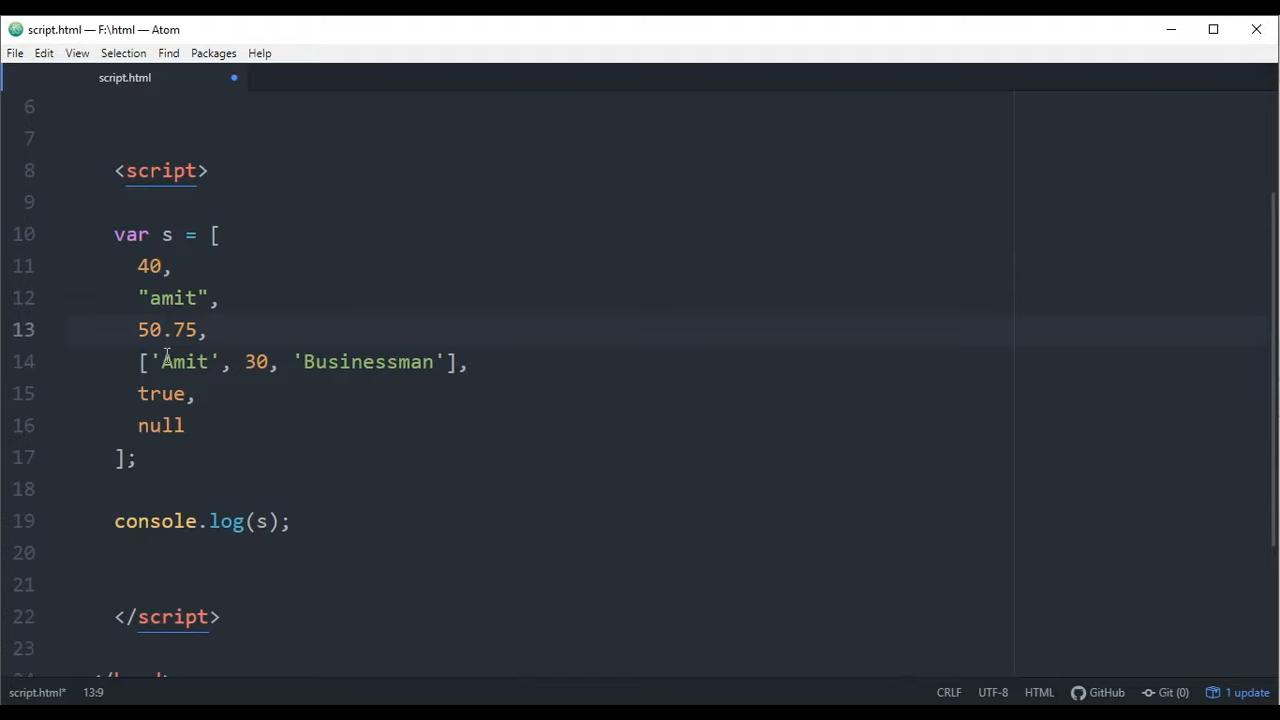 script.html — F:\html — Atom
File Edit View Selection Find Packages Help
script.html
6
7
8 <script>
9
10 var s = [
11 40,
12 "amit",
13 50.75,
14 ['Amit', 30, 'Businessman'],
15 true,
16 null
17 ];
18
19 console.log(s);
20
21
22 </script>
23
script.html* 13:9 CRLF UTF-8 HTML GitHub Git (0) 1 update